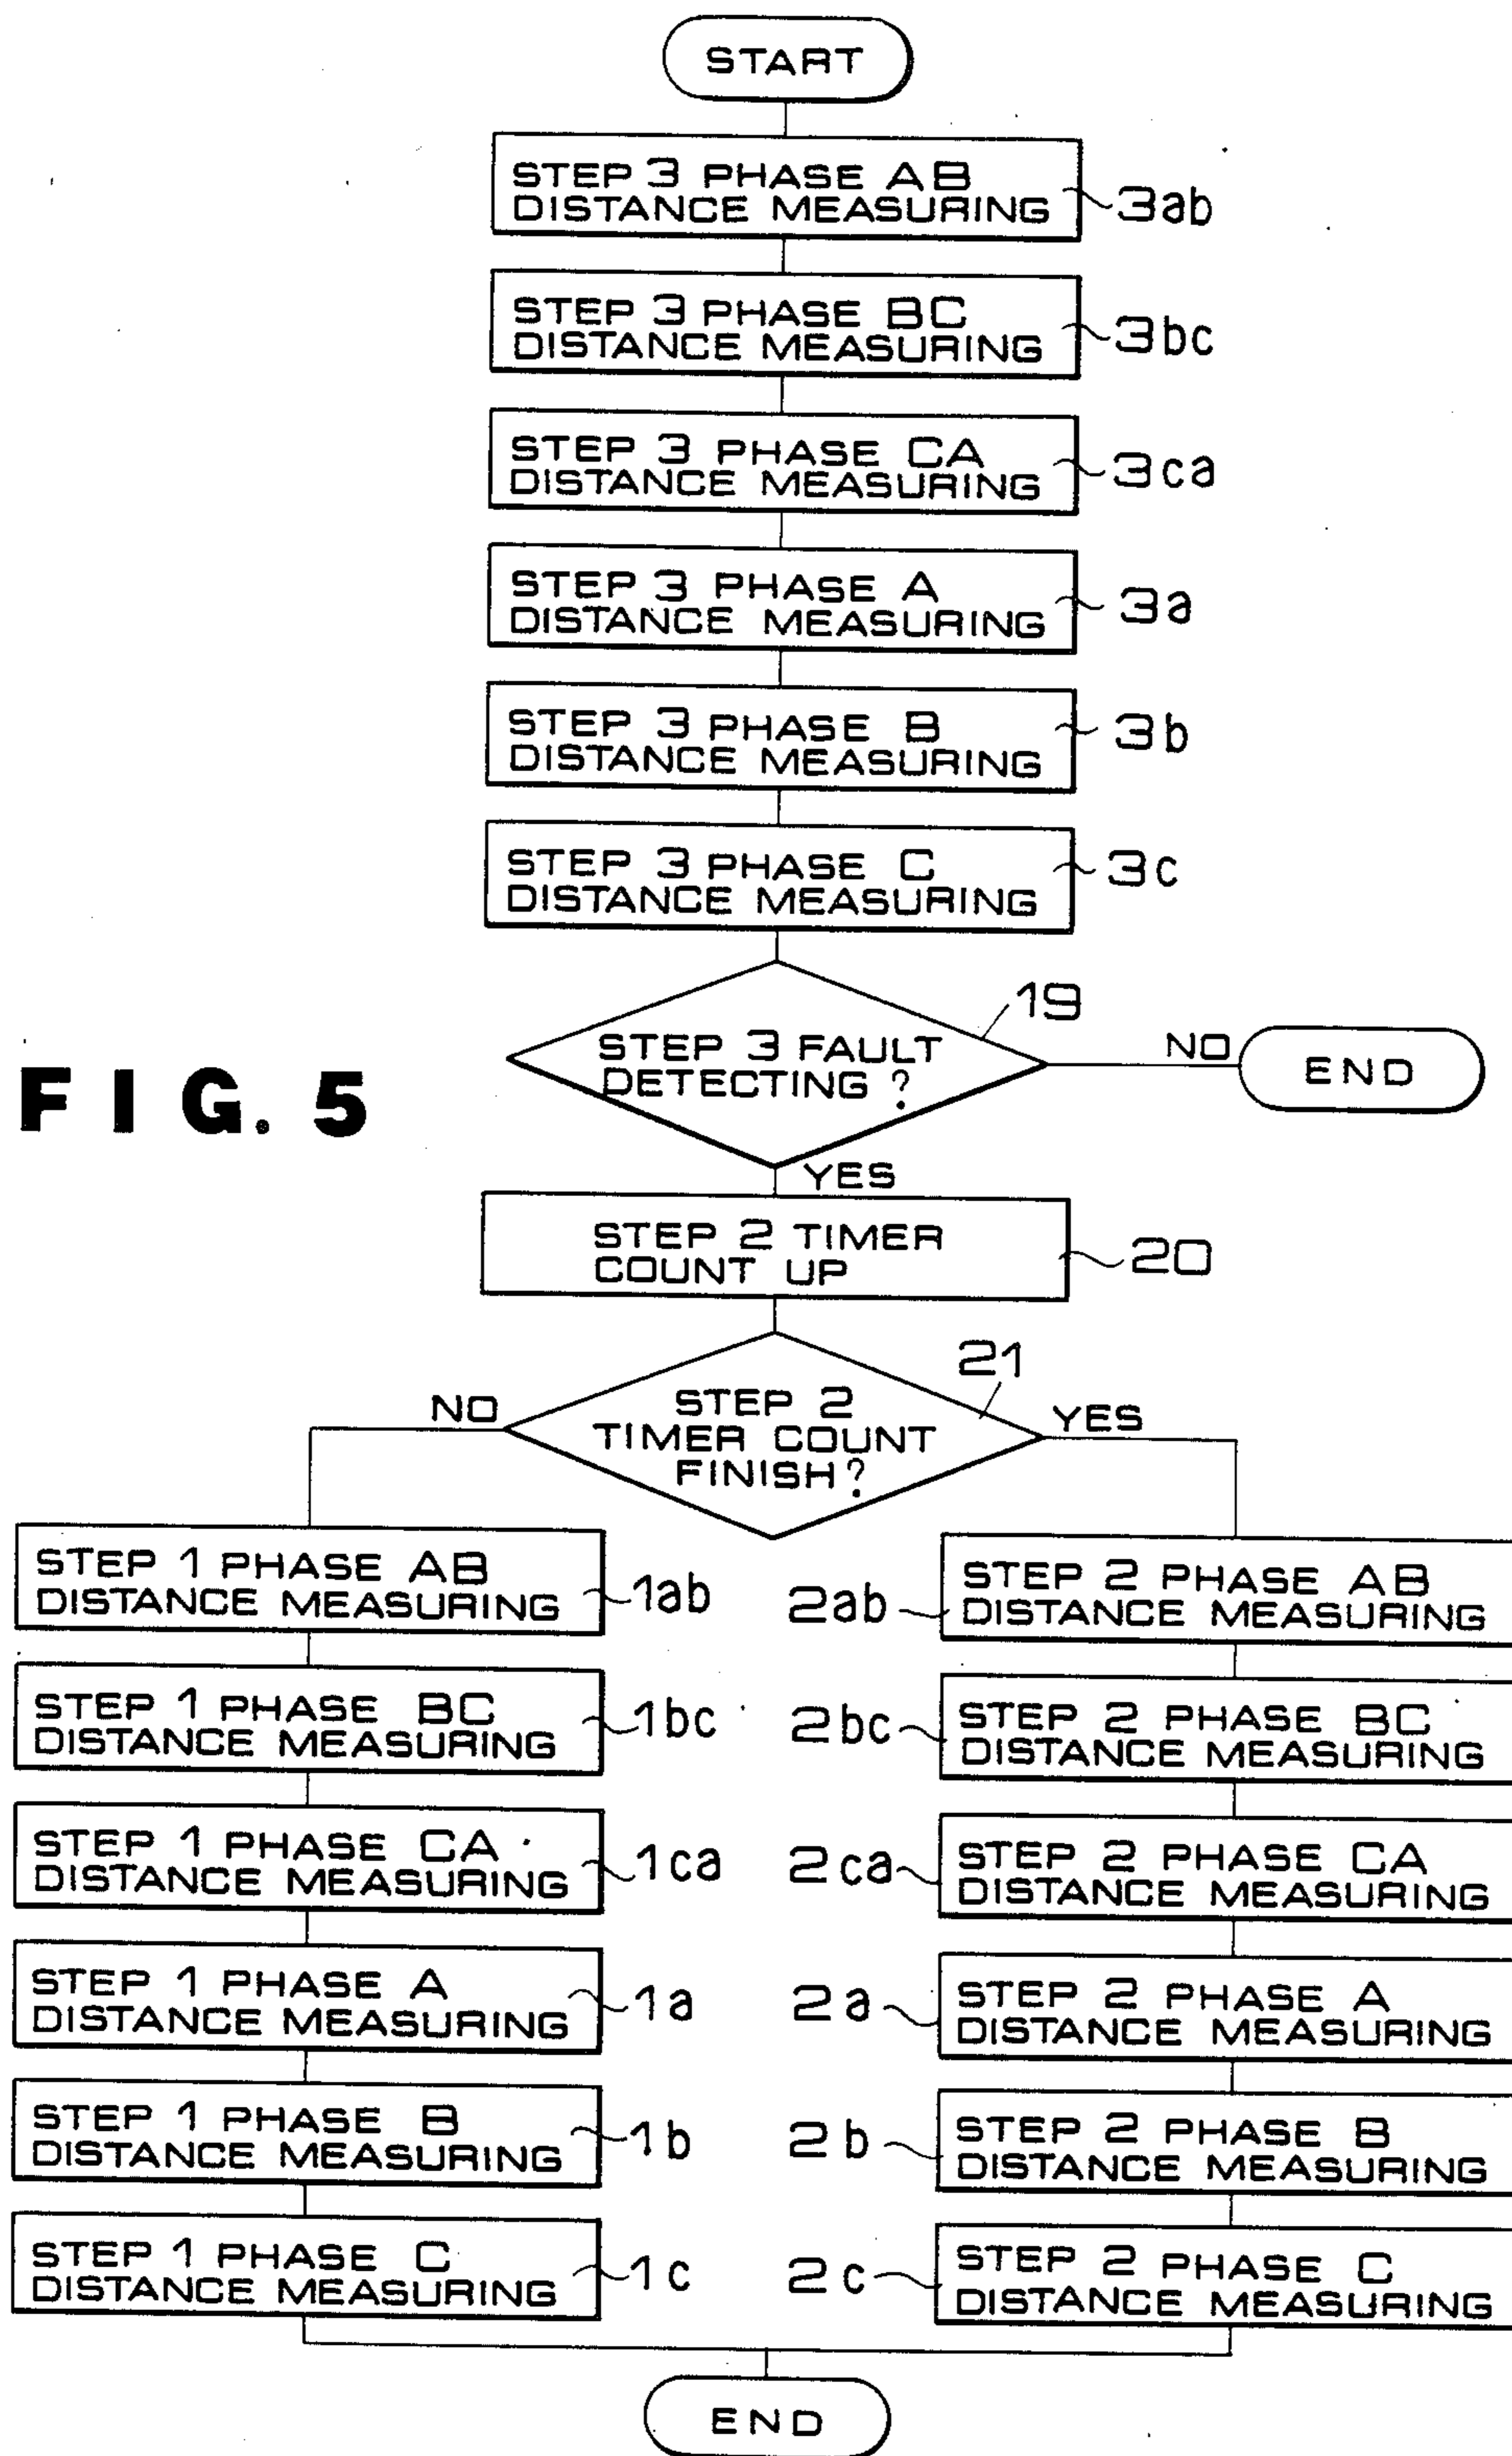 START
STEP 3 PHASE AB
DISTANCE MEASURING
3ab
STEP 3 PHASE BC
DISTANCE MEASURING
3bc
STEP 3 PHASE CA
DISTANCE MEASURING
3ca
STEP 3 PHASE A
DISTANCE MEASURING
3a
STEP 3 PHASE B
DISTANCE MEASURING
3b
STEP 3 PHASE C
DISTANCE MEASURING
3c
19
STEP 3 FAULT
DETECTING ?
NO
END
FIG. 5
YES
STEP 2 TIMER
COUNT UP
20
21
NO
STEP 2
TIMER COUNT
FINISH?
YES
STEP 1 PHASE AB
DISTANCE MEASURING
1ab
2ab
STEP 2 PHASE AB
DISTANCE MEASURING
STEP 1 PHASE BC
DISTANCE MEASURING
1bc
2bc
STEP 2 PHASE BC
DISTANCE MEASURING
STEP 1 PHASE CA
DISTANCE MEASURING
1ca
2ca
STEP 2 PHASE CA
DISTANCE MEASURING
STEP 1 PHASE A
DISTANCE MEASURING
1a
2a
STEP 2 PHASE A
DISTANCE MEASURING
STEP 1 PHASE B
DISTANCE MEASURING
1b
2b
STEP 2 PHASE B
DISTANCE MEASURING
STEP 1 PHASE C
DISTANCE MEASURING
1c
2c
STEP 2 PHASE C
DISTANCE MEASURING
END